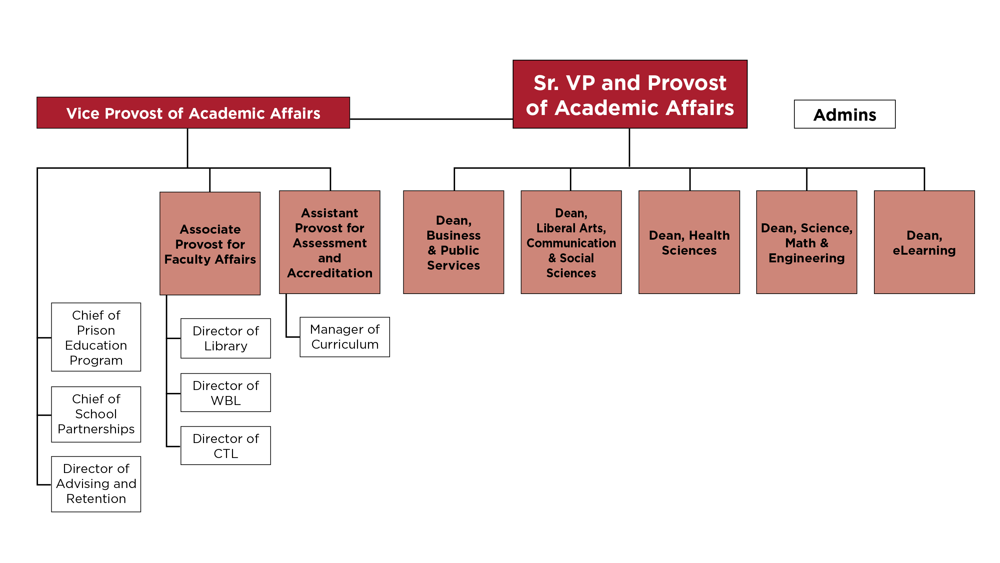 Sr. VP and Provost
of Academic Affairs
Vice Provost of Academic Affairs
Admins
Associate
Provost for
Faculty Affairs
Assistant
Provost for
Assessment
and
Accreditation
Dean,
Business
& Public
Services
Dean,
Liberal Arts,
Communication
& Social
Sciences
Dean, Health
Sciences
Dean, Science,
Math &
Engineering
Dean,
eLearning
Chief of
Prison
Education
Program
Chief of
School
Partnerships
Director of
Advising and
Retention
Director of
Library
Director of
WBL
Director of
CTL
Manager of
Curriculum